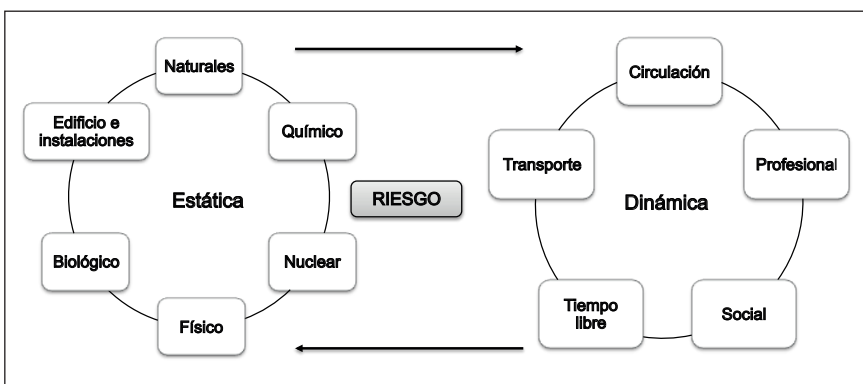 Naturales
Edificio e
instalaciones
Químico
Estática
Biológico
Nuclear
Físico
RIESGO
Circulación
Transporte
Profesional
Dinámica
Tiempo
libre
Social